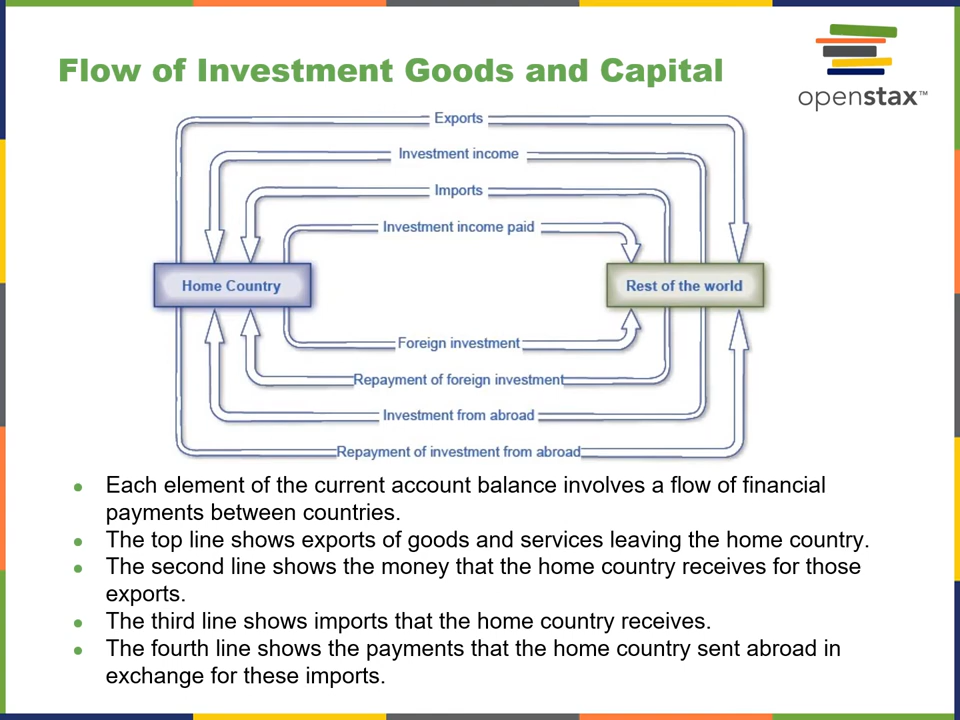 Flow of Investment Goods and Capital
openstax™
Exports
Investment income
Imports
Investment income paid
Home Country
Rest of the world
Foreign investment
Repayment of foreign investment
Investment from abroad
Repayment of investment from abroad
● Each element of the current account balance involves a flow of financial
payments between countries.
● The top line shows exports of goods and services leaving the home country.
● The second line shows the money that the home country receives for those
exports.
● The third line shows imports that the home country receives.
● The fourth line shows the payments that the home country sent abroad in
exchange for these imports.